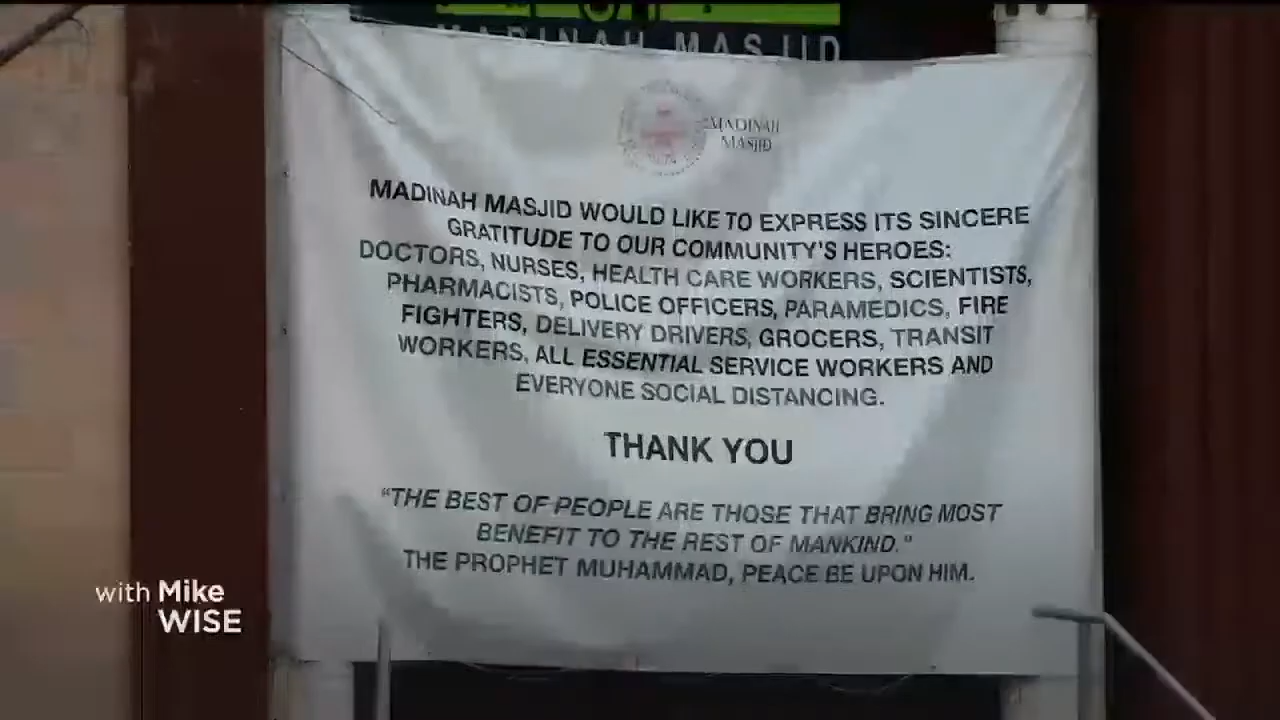 MADINAH MASJID
MADINAH
MASJID
MADINAH MASJID WOULD LIKE TO EXPRESS ITS SINCERE
GRATITUDE TO OUR COMMUNITY'S HEROES:
DOCTORS, NURSES, HEALTH CARE WORKERS, SCIENTISTS,
PHARMACISTS, POLICE OFFICERS, PARAMEDICS, FIRE
FIGHTERS, DELIVERY DRIVERS, GROCERS, TRANSIT
WORKERS, ALL ESSENTIAL SERVICE WORKERS AND
EVERYONE SOCIAL DISTANCING.
THANK YOU
"THE BEST OF PEOPLE ARE THOSE THAT BRING MOST
BENEFIT TO THE REST OF MANKIND."
THE PROPHET MUHAMMAD, PEACE BE UPON HIM.
with Mike
WISE